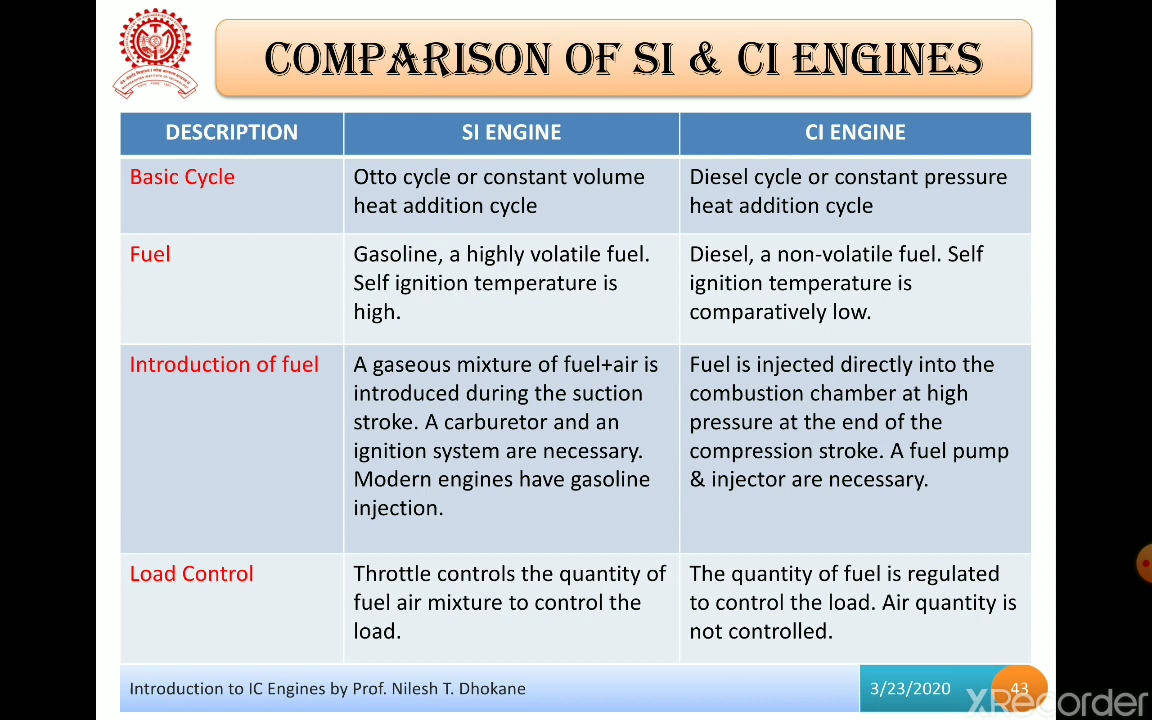 COMPARISON OF SI & CI ENGINES
DESCRIPTION
SI ENGINE
CI ENGINE
Basic Cycle
Otto cycle or constant volume
heat addition cycle
Diesel cycle or constant pressure
heat addition cycle
Fuel
Gasoline, a highly volatile fuel.
Self ignition temperature is
high.
Diesel, a non-volatile fuel. Self
ignition temperature is
comparatively low.
Introduction of fuel
A gaseous mixture of fuel+air is
introduced during the suction
stroke. A carburetor and an
ignition system are necessary.
Modern engines have gasoline
injection.
Fuel is injected directly into the
combustion chamber at high
pressure at the end of the
compression stroke. A fuel pump
& injector are necessary.
Load Control
Throttle controls the quantity of
fuel air mixture to control the
load.
The quantity of fuel is regulated
to control the load. Air quantity is
not controlled.
Introduction to IC Engines by Prof. Nilesh T. Dhokane
3/23/2020
43
XRecorder